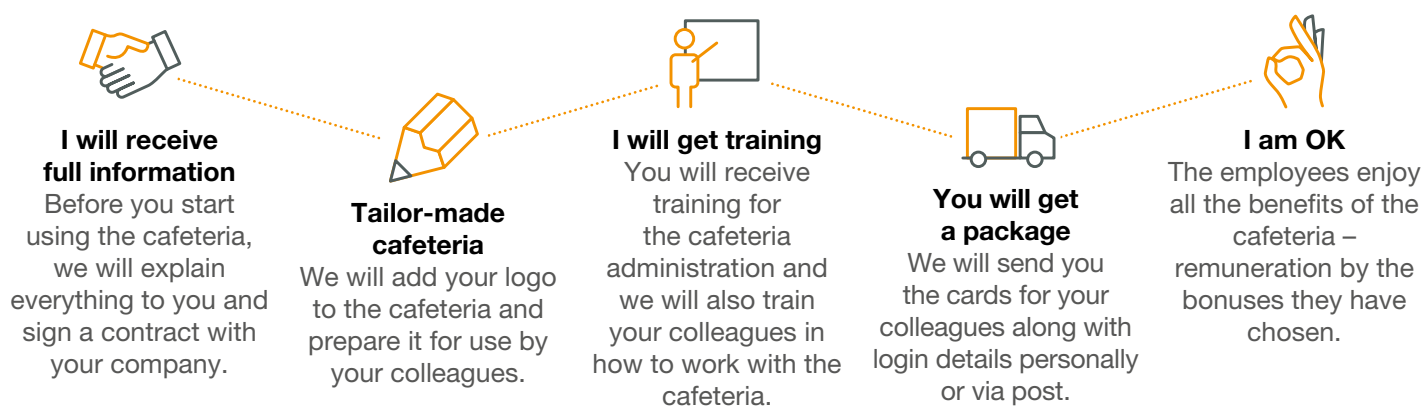 I will receive
full information
Before you start
using the cafeteria,
we will explain
everything to you and
sign a contract with
your company.
Tailor-made
cafeteria
We will add your logo
to the cafeteria and
prepare it for use by
your colleagues.
I will get training
You will receive
training for
the cafeteria
administration and
we will also train
your colleagues in
how to work with the
cafeteria.
You will get
a package
We will send you
the cards for your
colleagues along with
login details personally
or via post.
I am OK
The employees enjoy
all the benefits of the
cafeteria –
remuneration by the
bonuses they have
chosen.